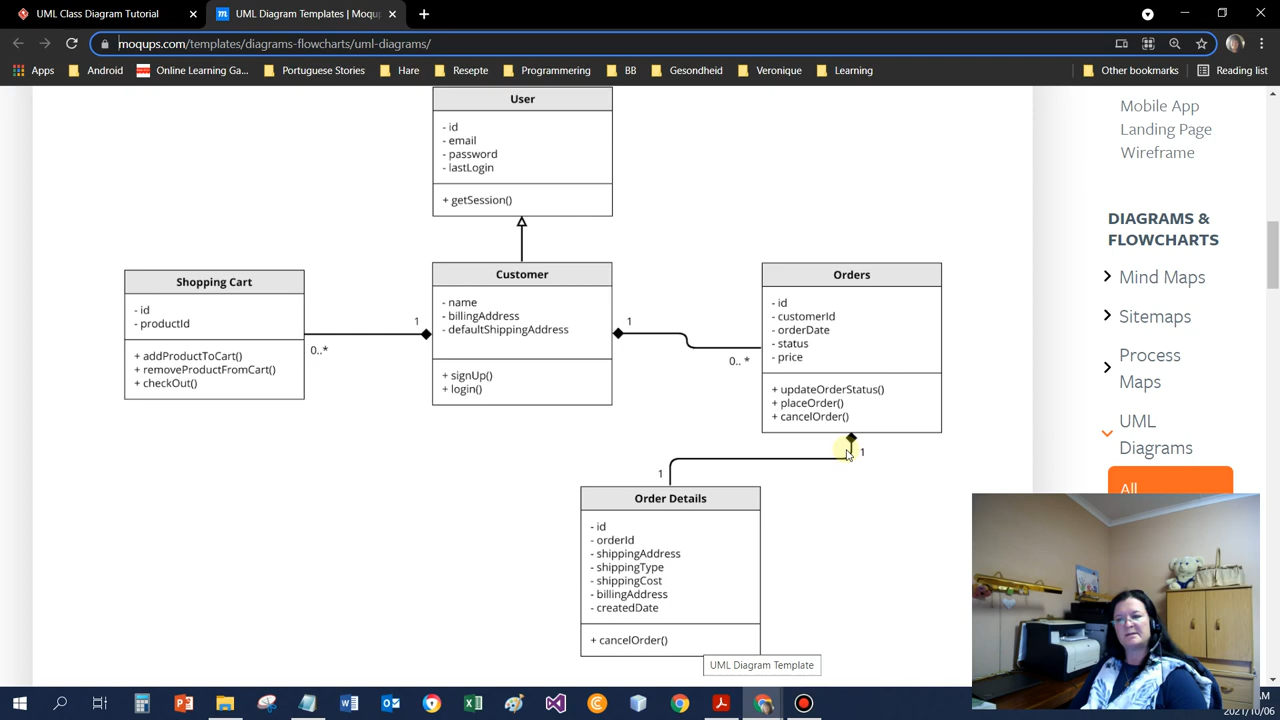 UML Class Diagram Tutorial
UML Diagram Templates | Moqu
moqups.com/templates/diagrams-flowcharts/uml-diagrams/
Apps
Android
Online Learning Ga...
Portuguese Stories
Hare
Resepte
Programming
BB
Gesondheid
Veronique
Learning
Other bookmarks
Reading list
User
- id
- email
- password
- lastLogin
+ getSession()
Shopping Cart
- id
- productId
+ addProductToCart()
+ removeProductFromCart()
+ checkOut()
1
0..*
Customer
- name
- billingAddress
- defaultShippingAddress
+ signUp()
+ login()
1
0.. *
Orders
- id
- customerId
- orderDate
- status
- price
+ updateOrderStatus()
+ placeOrder()
+ cancelOrder()
1
1
Order Details
- id
- orderId
- shippingAddress
- shippingType
- shippingCost
- billingAddress
- createdDate
+ cancelOrder()
UML Diagram Template
Mobile App
Landing Page
Wireframe
DIAGRAMS &
FLOWCHARTS
Mind Maps
Sitemaps
Process
Maps
UML
Diagrams
All
AM
2021/10/06